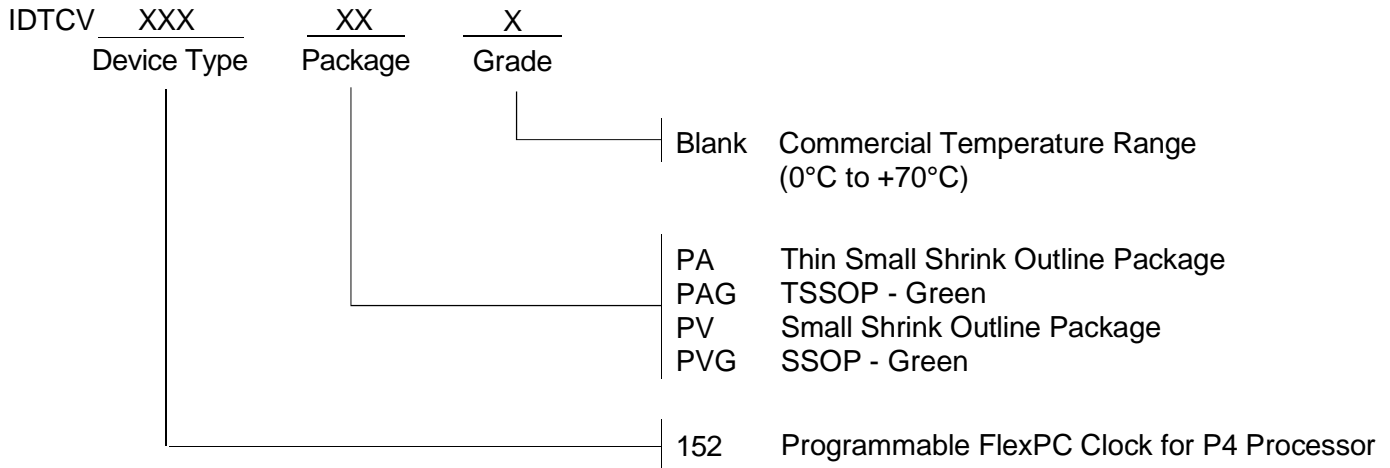 IDTCV XXX XX X
Device Type Package Grade
Blank Commercial Temperature Range
(0°C to +70°C)
PA Thin Small Shrink Outline Package
PAG TSSOP - Green
PV Small Shrink Outline Package
PVG SSOP - Green
152 Programmable FlexPC Clock for P4 Processor